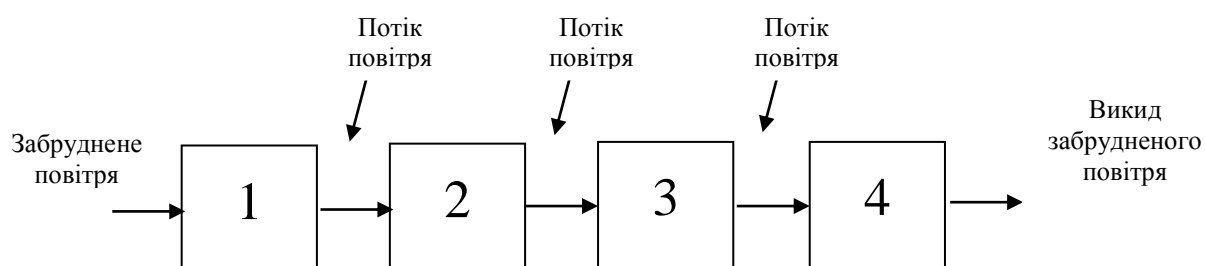 Потік
повітря
Потік
повітря
Потік
повітря
Забруднене
повітря
1
2
3
4
Викид
забрудненого
повітря